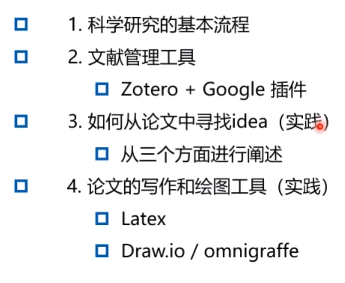 1. 科学研究的基本流程
2. 文献管理工具
Zotero + Google 插件
3. 如何从论文中寻找idea（实践）
从三个方面进行阐述
4. 论文的写作和绘图工具（实践）
Latex
Draw.io / omnigraffe